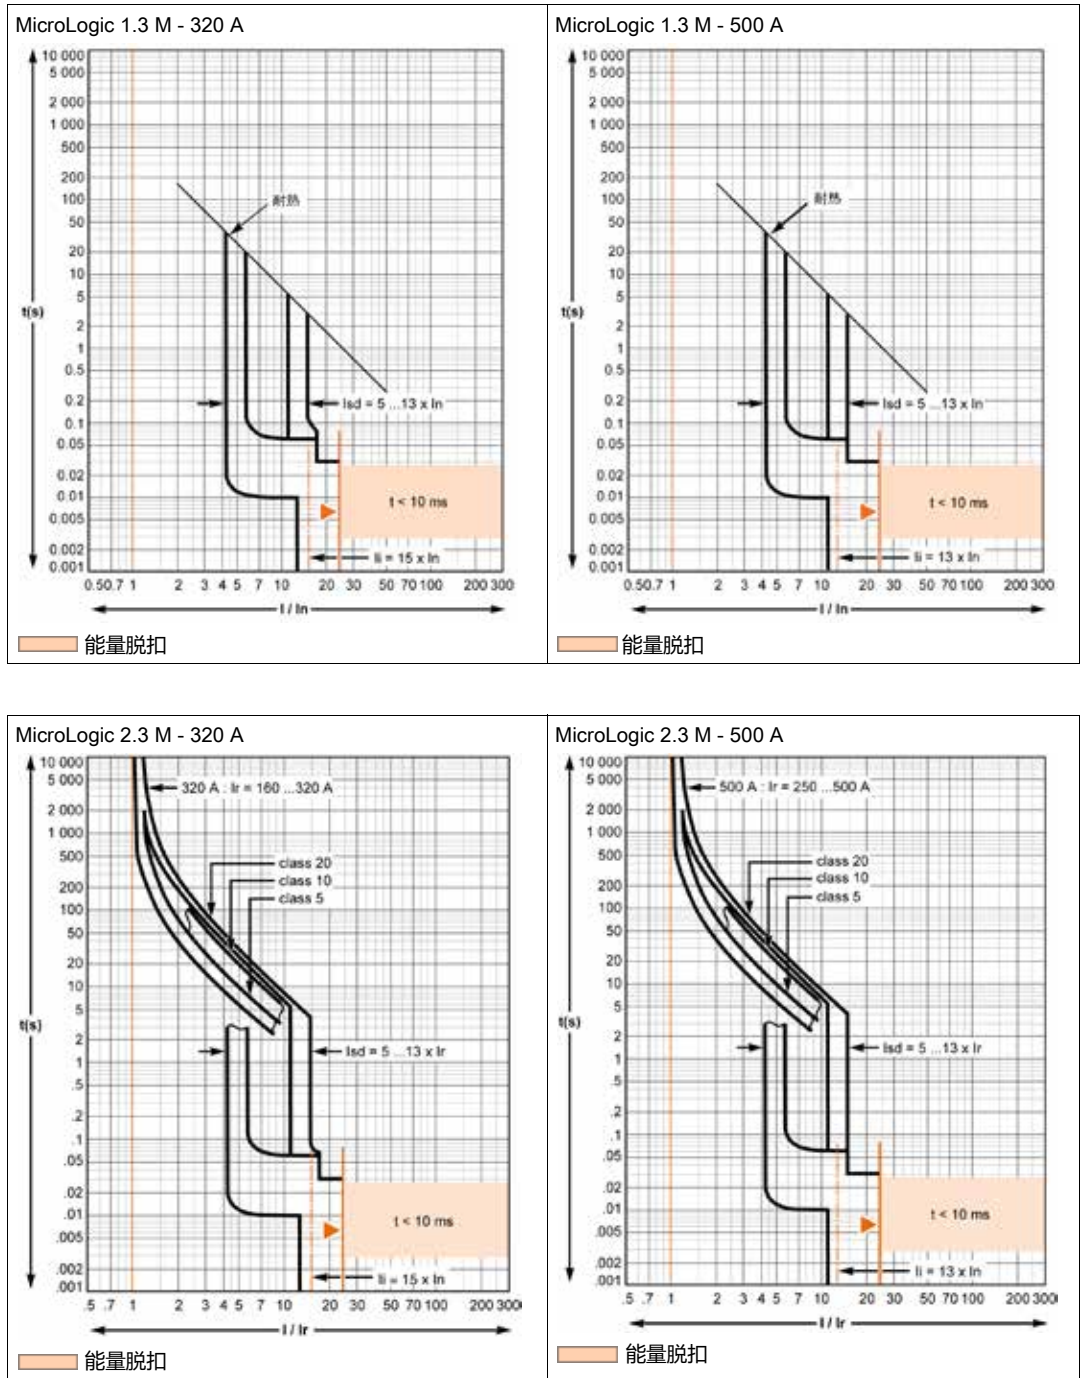 MicroLogic 1.3 M - 320 A
10 000
5 000
2 000
1 000
500
200
100
50
20
10
5
2
1
0.5
0.2
0.1
0.05
0.02
0.01
0.005
0.002
0.001
t(s)
耐热
Isd = 5 ...13 x In
t < 10 ms
Ii = 15 x In
0.5 0.7 1 2 3 4 5 7 10 20 30 50 70 100 200 300
I / In
能量脱扣
MicroLogic 1.3 M - 500 A
10 000
5 000
2 000
1 000
500
200
100
50
20
10
5
2
1
0.5
0.2
0.1
0.05
0.02
0.01
0.005
0.002
0.001
t(s)
耐热
Isd = 5 ...13 x In
t < 10 ms
Ii = 13 x In
0.5 0.7 1 2 3 4 5 7 10 20 30 50 70 100 200 300
I / In
能量脱扣
MicroLogic 2.3 M - 320 A
10 000
5 000
2 000
1 000
500
200
100
50
20
10
5
2
1
.5
.2
.1
.05
.02
.01
.005
.002
.001
t(s)
320 A : Ir = 160 ...320 A
class 20
class 10
class 5
Isd = 5 ...13 x Ir
t < 10 ms
Ii = 15 x In
.5 .7 1 2 3 4 5 7 10 20 30 50 70 100 200 300
I / Ir
能量脱扣
MicroLogic 2.3 M - 500 A
10 000
5 000
2 000
1 000
500
200
100
50
20
10
5
2
1
.5
.2
.1
.05
.02
.01
.005
.002
.001
t(s)
500 A : Ir = 250 ...500 A
class 20
class 10
class 5
Isd = 5 ...13 x Ir
t < 10 ms
Ii = 13 x In
.5 .7 1 2 3 4 5 7 10 20 30 50 70 100 200 300
I / Ir
能量脱扣